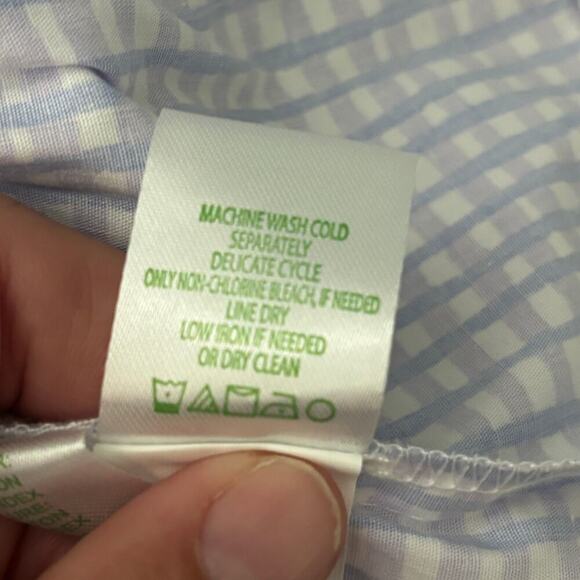 MACHINE WASH COLD
SEPARATELY
DELICATE CYCLE
ONLY NON-CHLORINE BLEACH, IF NEEDED
LINE DRY
LOW IRON IF NEEDED
OR DRY CLEAN